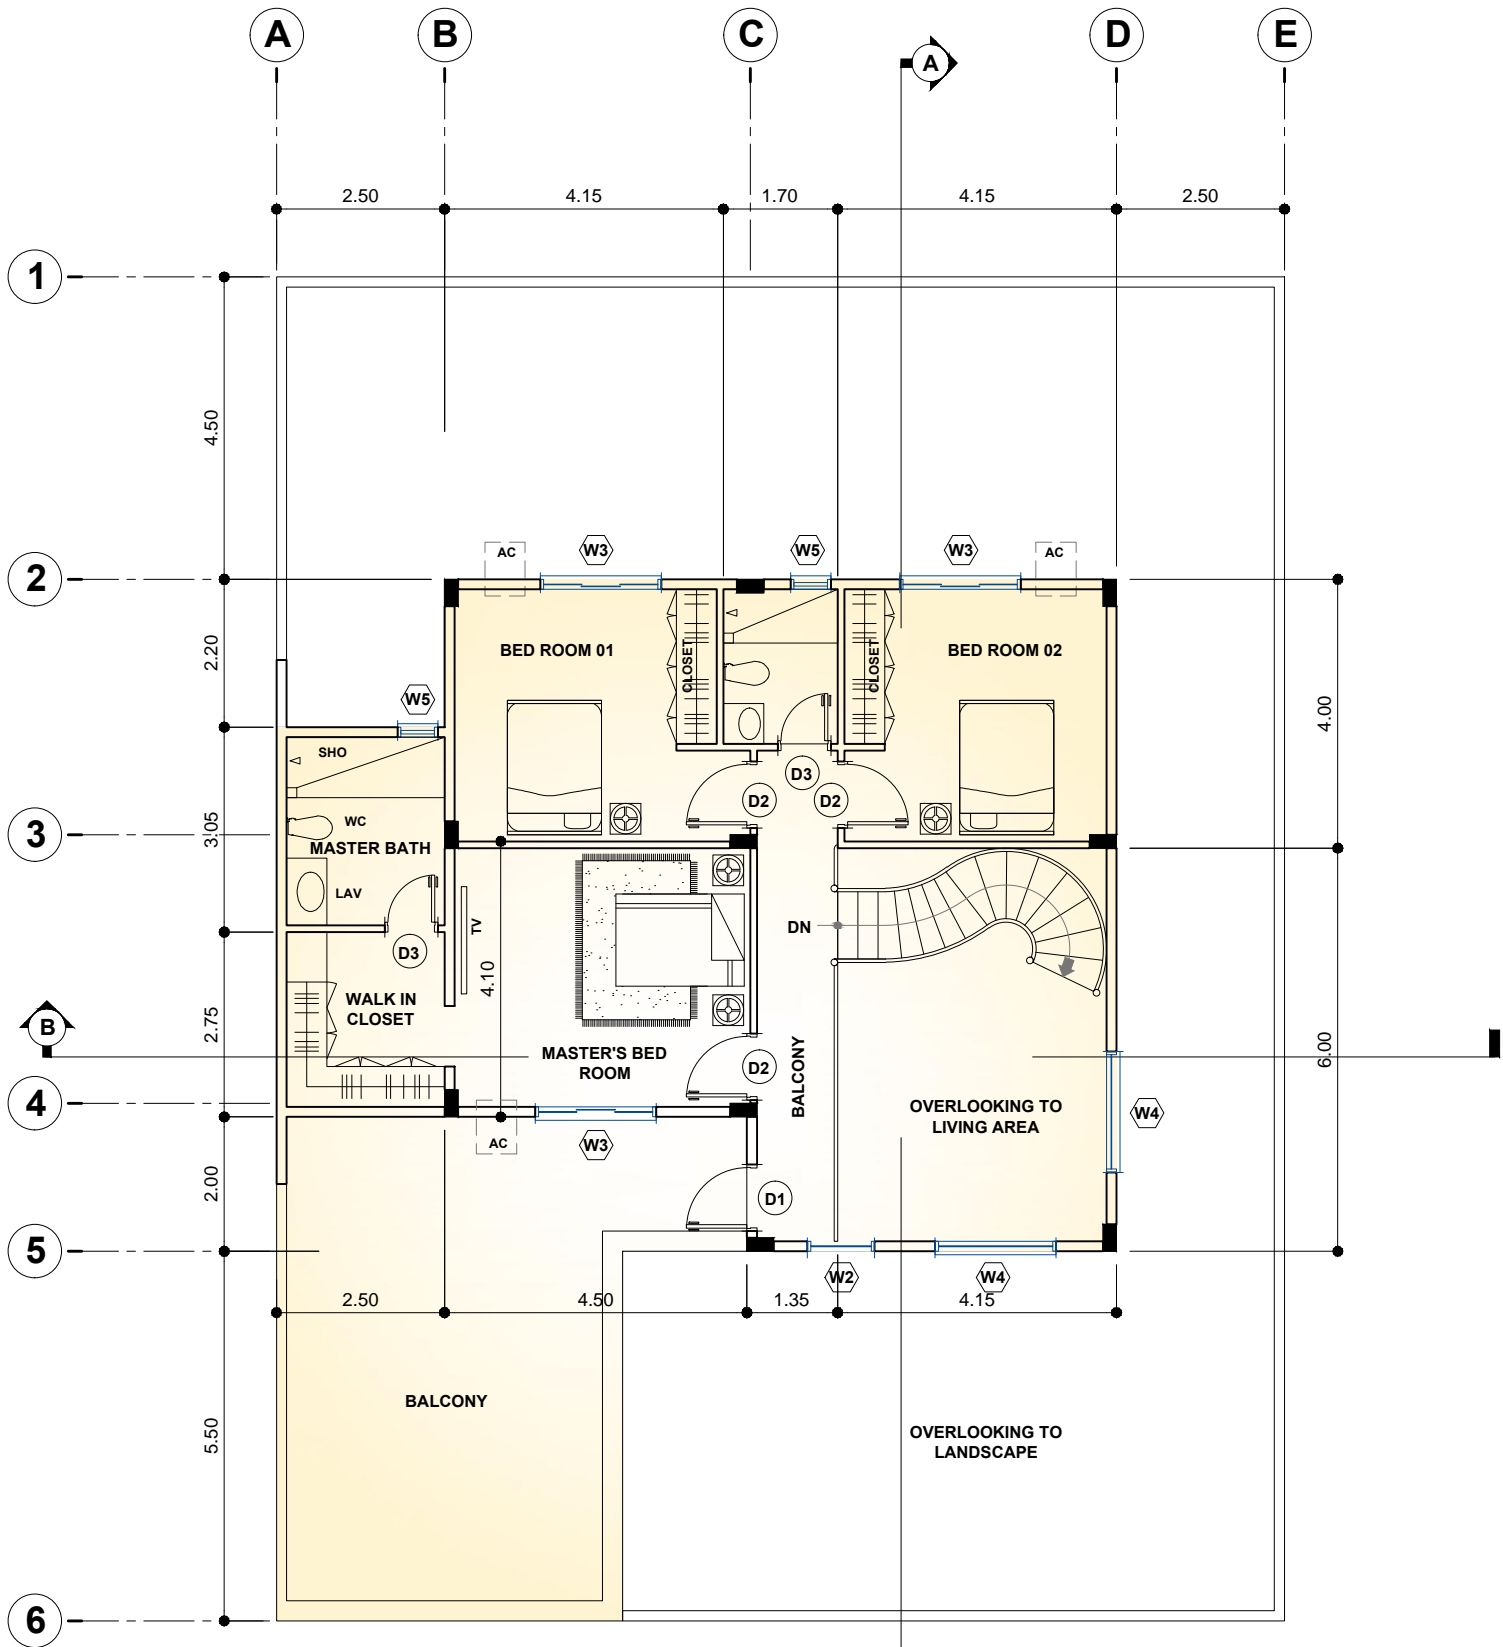 A
B
C
D
E
A
2.50
4.15
1.70
4.15
2.50
1
4.50
2
AC
W3
W5
W3
AC
2.20
BED ROOM 01
CLOSET
CLOSET
BED ROOM 02
W5
4.00
SHO
D3
D2
D2
WC
3
3.05
MASTER BATH
LAV
TV
DN
D3
4.10
WALK IN
CLOSET
2.75
B
MASTER'S BED
ROOM
D2
BALCONY
6.00
4
OVERLOOKING TO
LIVING AREA
W4
AC
W3
2.00
D1
5
W2
W4
2.50
4.50
1.35
4.15
BALCONY
5.50
OVERLOOKING TO
LANDSCAPE
6